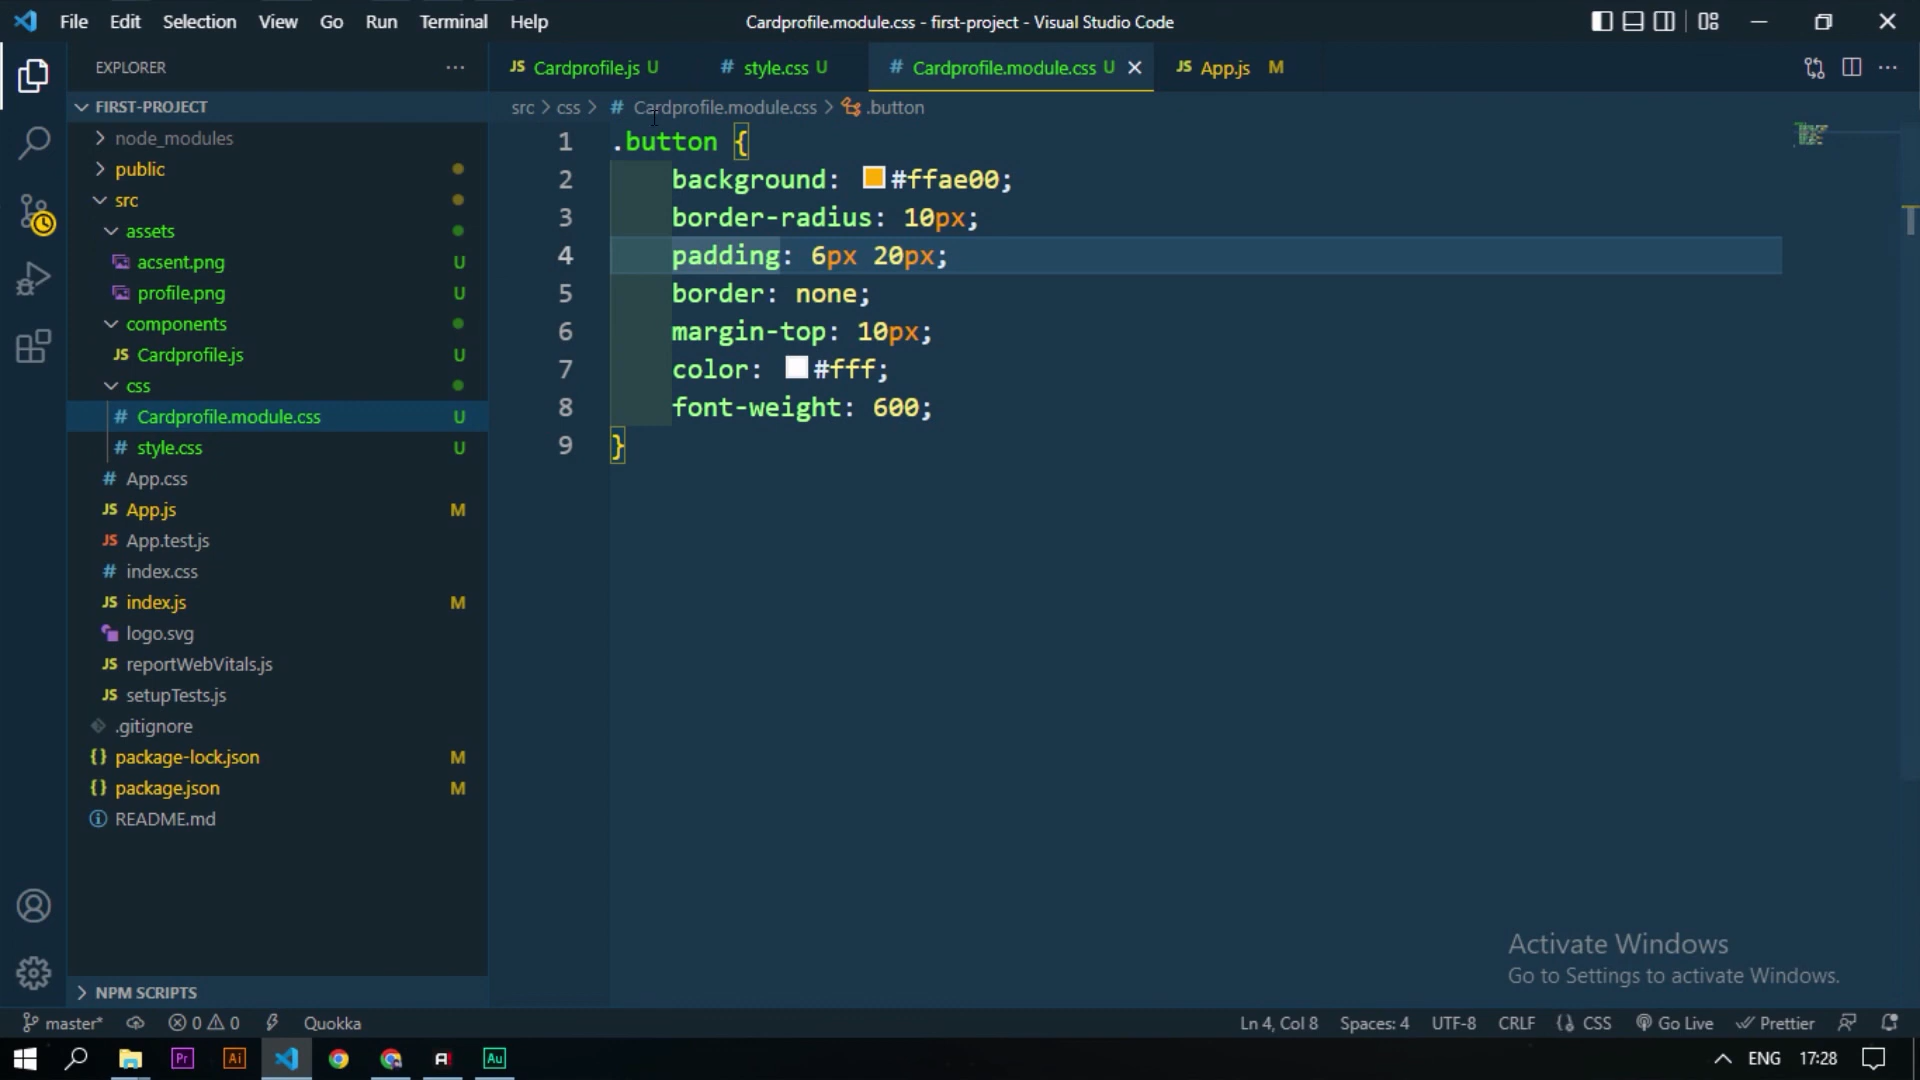 File Edit Selection View Go Run Terminal Help
Cardprofile.module.css - first-project - Visual Studio Code
EXPLORER
FIRST-PROJECT
node_modules
public
src
assets
acsent.png U
profile.png U
components
JS Cardprofile.js U
css
# Cardprofile.module.css U
# style.css U
# App.css
JS App.js M
JS App.test.js
# index.css
JS index.js M
logo.svg
JS reportWebVitals.js
JS setupTests.js
.gitignore
{} package-lock.json M
{} package.json M
README.md
NPM SCRIPTS
JS Cardprofile.js U
# style.css U
# Cardprofile.module.css U
JS App.js M
src > css > # Cardprofile.module.css > .button
1 .button {
2 background: #ffae00;
3 border-radius: 10px;
4 padding: 6px 20px;
5 border: none;
6 margin-top: 10px;
7 color: #fff;
8 font-weight: 600;
9 }
Activate Windows
Go to Settings to activate Windows.
master* 0 0 Quokka
Ln 4, Col 8 Spaces: 4 UTF-8 CRLF {} CSS Go Live Prettier
Pr Ai Au
ENG 17:28